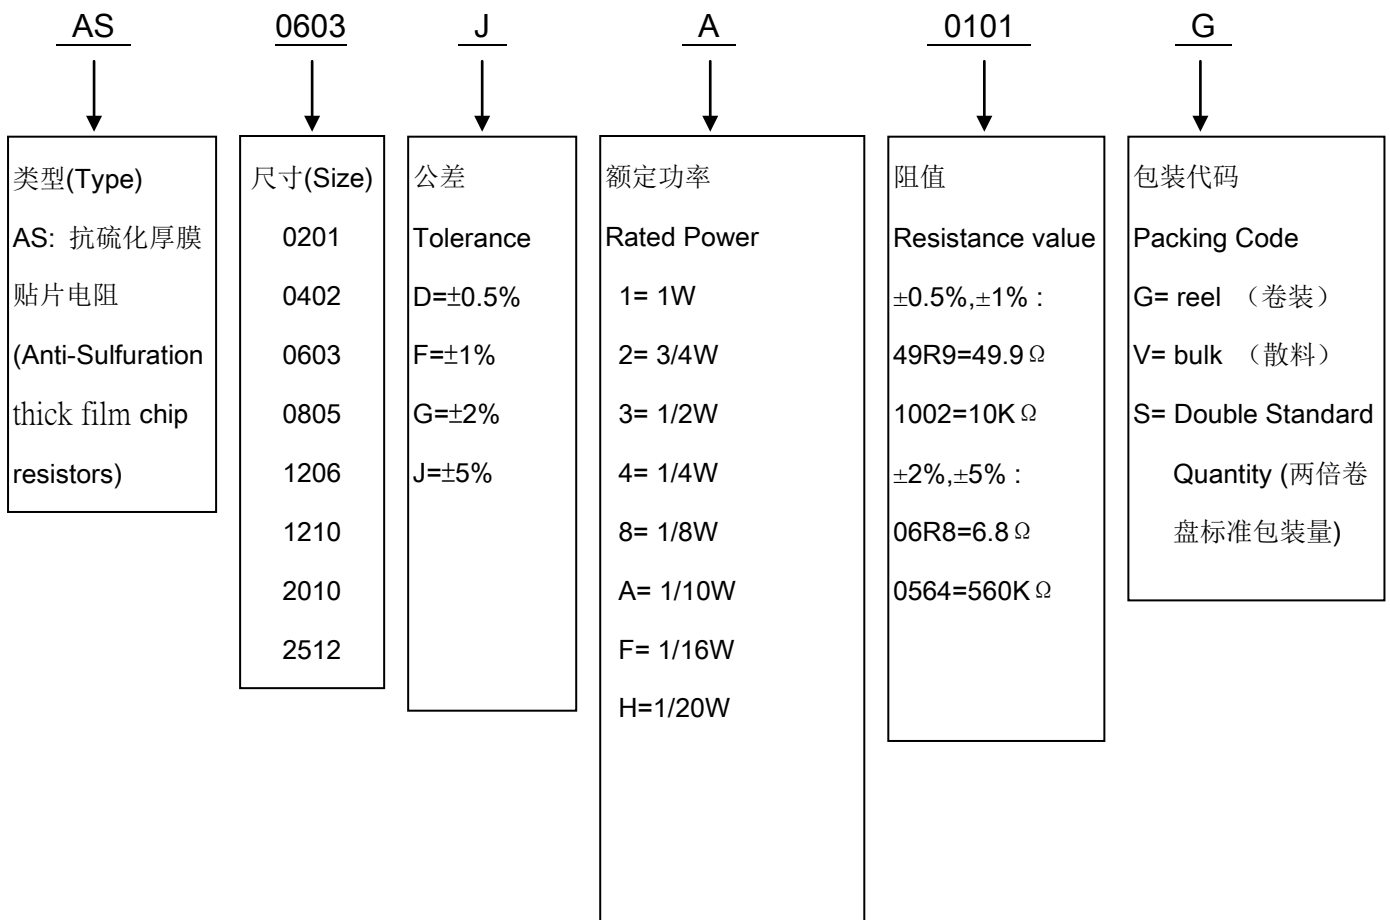 AS 0603 J A 0101 G
类型(Type)
AS: 抗硫化厚膜
贴片电阻
(Anti-Sulfuration
thick film chip
resistors)
尺寸(Size)
0201
0402
0603
0805
1206
1210
2010
2512
公差
Tolerance
D=±0.5%
F=±1%
G=±2%
J=±5%
额定功率
Rated Power
1= 1W
2= 3/4W
3= 1/2W
4= 1/4W
8= 1/8W
A= 1/10W
F= 1/16W
H=1/20W
阻值
Resistance value
±0.5%,±1% :
49R9=49.9 Ω
1002=10K Ω
±2%,±5% :
06R8=6.8 Ω
0564=560K Ω
包装代码
Packing Code
G= reel （卷装）
V= bulk （散料）
S= Double Standard
Quantity (两倍卷
盘标准包装量)